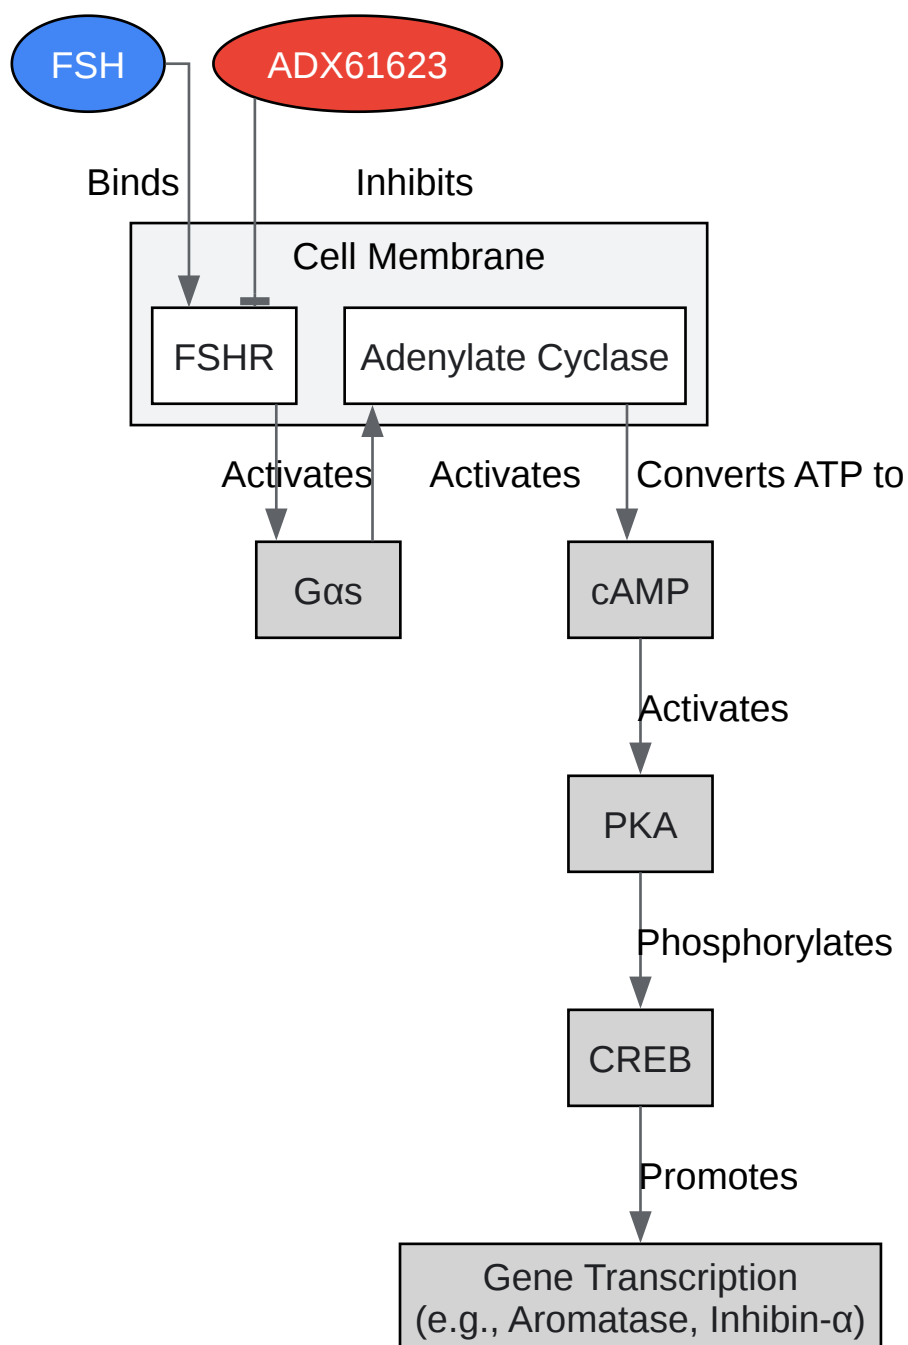 FSH
ADX61623
Binds
Inhibits
Cell Membrane
FSHR
Adenylate Cyclase
Activates
Activates
Converts ATP to
Gαs
cAMP
Activates
PKA
Phosphorylates
CREB
Promotes
Gene Transcription
(e.g., Aromatase, Inhibin-α)